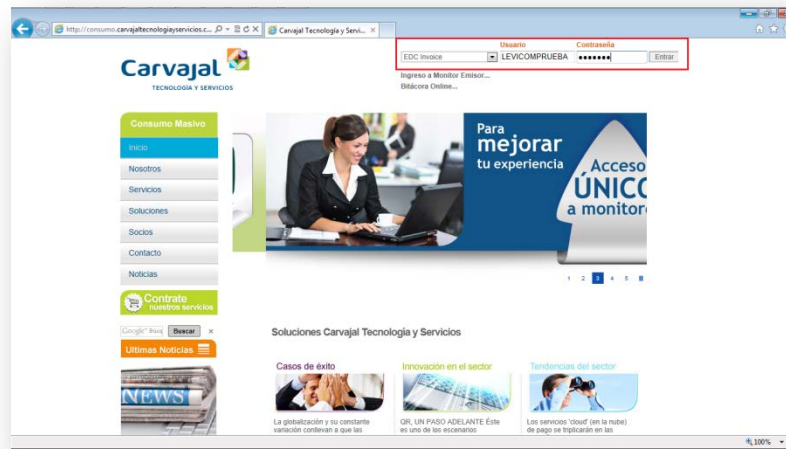 http://consumo.carvajaltecnologiayservicios.c...
Carvajal Tecnología y Servi...
Usuario
Contraseña
EDC Invoice
LEVICOMPRUEBA
Entrar
Ingreso a Monitor Emisor...
Bitácora Online...
Carvajal
TECNOLOGÍA Y SERVICIOS
Consumo Masivo
Inicio
Nosotros
Servicios
Soluciones
Socios
Contacto
Noticias
Para
mejorar
tu experiencia
Acceso
ÚNICO
a monitor
1 2 3 4 5
Contrate
nuestros servicios
Buscar
Ultimas Noticias
NEWS
Soluciones Carvajal Tecnología y Servicios
Casos de éxito
Innovación en el sector
Tendencias del sector
La globalización y su constante
variación conllevan a que las
QR, UN PASO ADELANTE Éste
es uno de los escenarios
Los servicios 'cloud' (en la nube)
de pago se triplicarán en las
100%